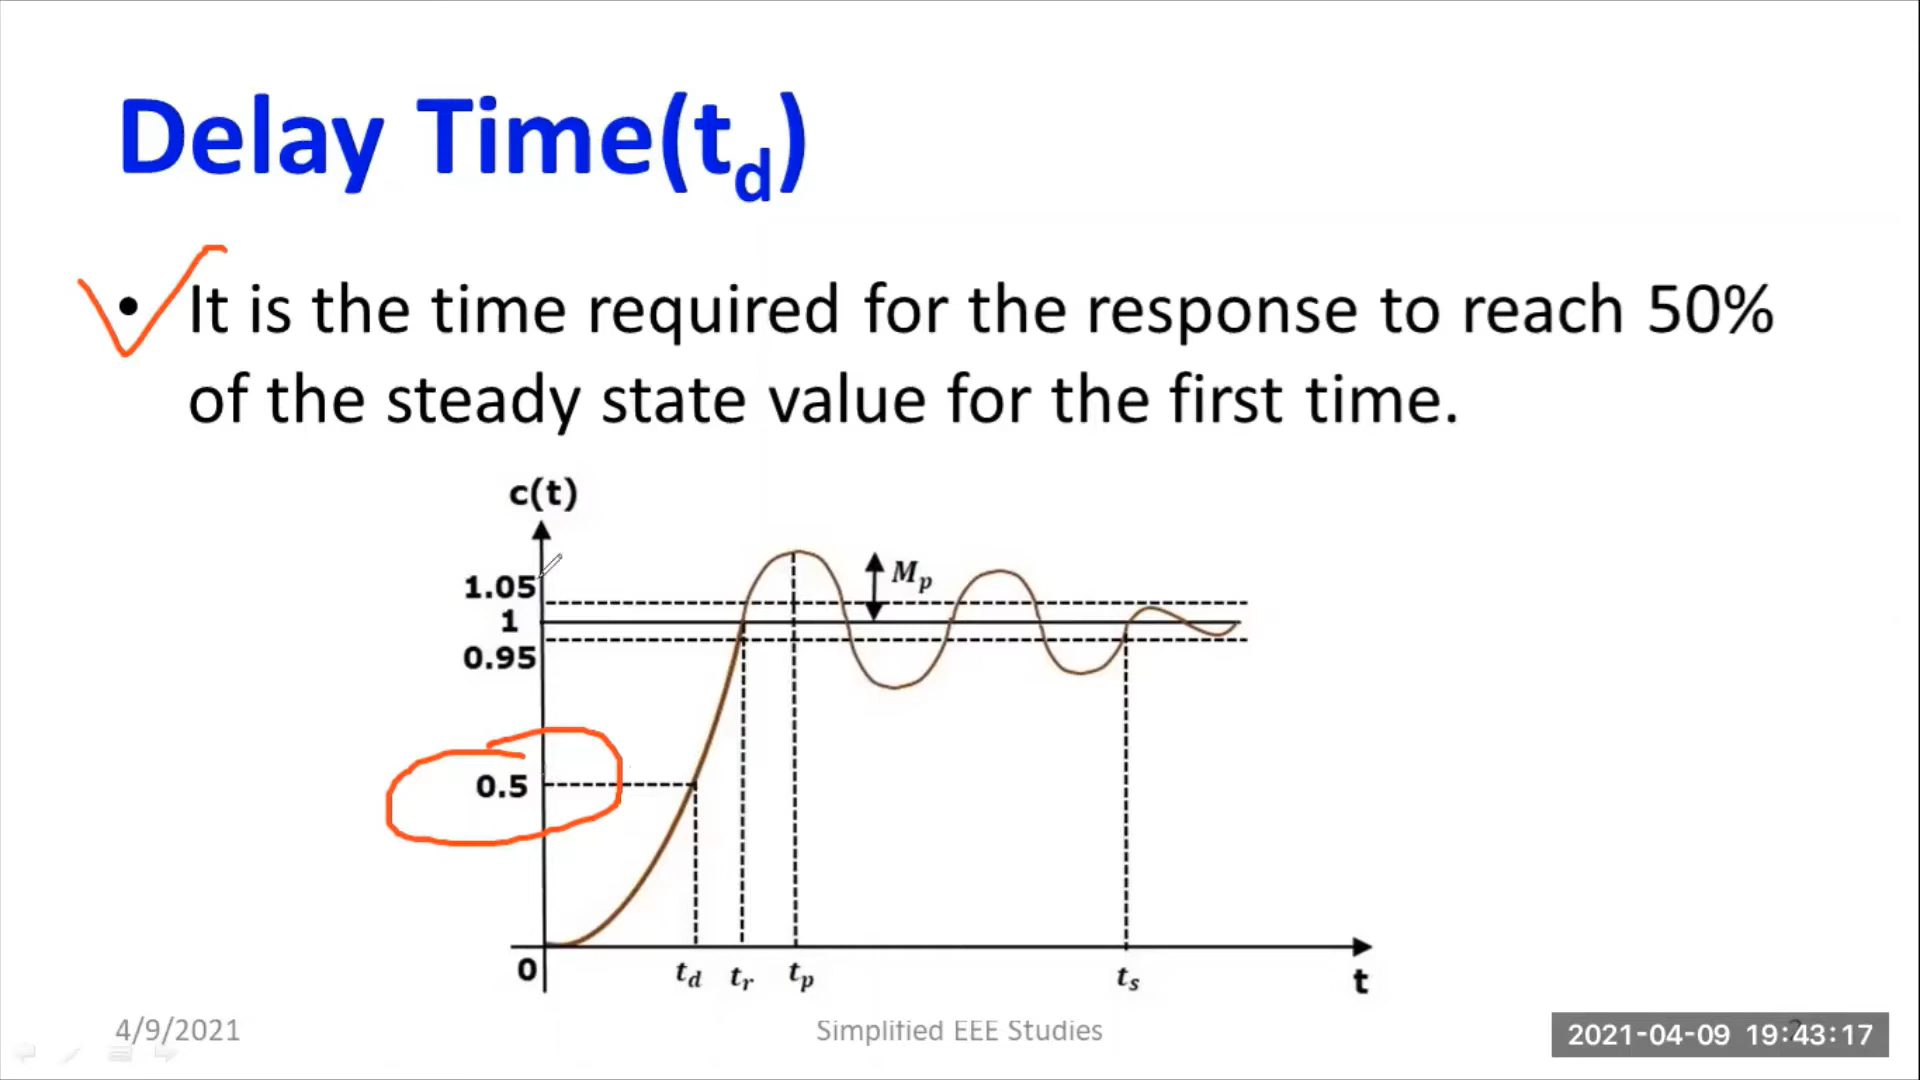 Delay Time(td)
• It is the time required for the response to reach 50%
of the steady state value for the first time.
c(t)
1.05
1
0.95
0.5
0
Mp
td tr tp ts t
4/9/2021
Simplified EEE Studies
2021-04-09 19:43:17